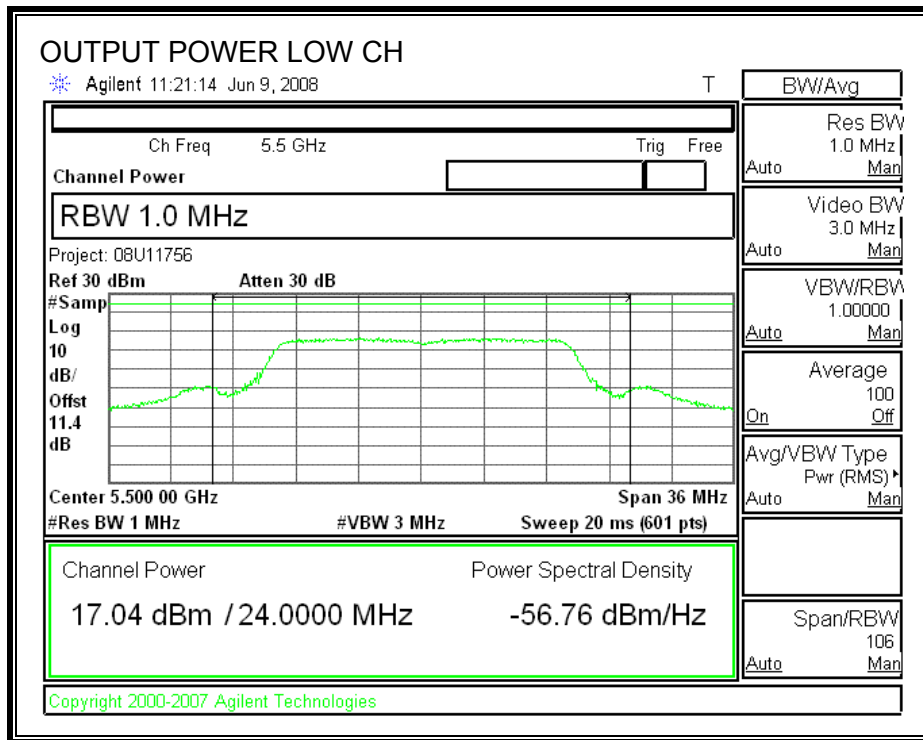 OUTPUT POWER LOW CH
Agilent 11:21:14 Jun 9, 2008 T
BW/Avg
Ch Freq 5.5 GHz Trig Free
Channel Power
RBW 1.0 MHz
Project: 08U11756
Ref 30 dBm Atten 30 dB
#Samp
Log
10
dB/
Offst
11.4
dB
Center 5.500 00 GHz Span 36 MHz
#Res BW 1 MHz #VBW 3 MHz Sweep 20 ms (601 pts)
Channel Power Power Spectral Density
17.04 dBm / 24.0000 MHz -56.76 dBm/Hz
Copyright 2000-2007 Agilent Technologies
Res BW
1.0 MHz
Auto Man
Video BW
3.0 MHz
Auto Man
VBW/RBW
1.00000
Auto Man
Average
100
On Off
Avg/VBW Type
Pwr (RMS)
Auto Man
Span/RBW
106
Auto Man